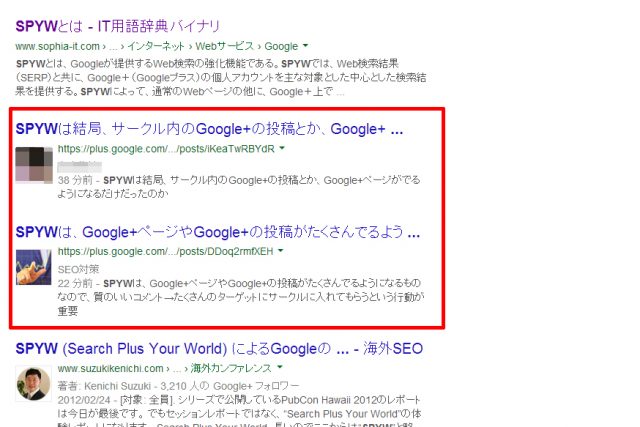 SPYWとは - IT用語辞典バイナリ
www.sophia-it.com › ... › インターネット › Webサービス › Google
SPYWとは、Googleが提供するWeb検索の強化機能である。SPYWでは、Web検索結果
（SERP）と共に、Google＋（Googleプラス）の個人アカウントを主な対象とした中心とした検索結
果を提供する。SPYWによって、通常のWebページの他に、Google＋上で ...
SPYWは結局、サークル内のGoogle+の投稿とか、Google+ ...
https://plus.google.com/.../posts/iKeaTwRBYdR
38 分前 - SPYWは結局、サークル内のGoogle+の投稿とか、Google+ページがでる
ようになるだけだったのか
SPYWは、Google+ページやGoogle+の投稿がたくさんでるよう ...
https://plus.google.com/.../posts/DDoq2rmfXEH
SEO対策
22 分前 - SPYWは、Google+ページやGoogle+の投稿がたくさんでるようになるもの
なので、質のいいコメント→たくさんのターゲットにサークルに入れてもらうという行動が
重要
SPYW (Search Plus Your World) によるGoogleの ... - 海外SEO
www.suzukikenichi.com › ... › 海外カンファレンス
著者: Kenichi Suzuki - 3,210 人の Google+ フォロワー
2012/02/24 - [対象: 全員]. シリーズで公開しているPubCon Hawaii 2012のレポート
は今日が最後です。 でもセッションレポートではなく、“Search Plus Your World”の体